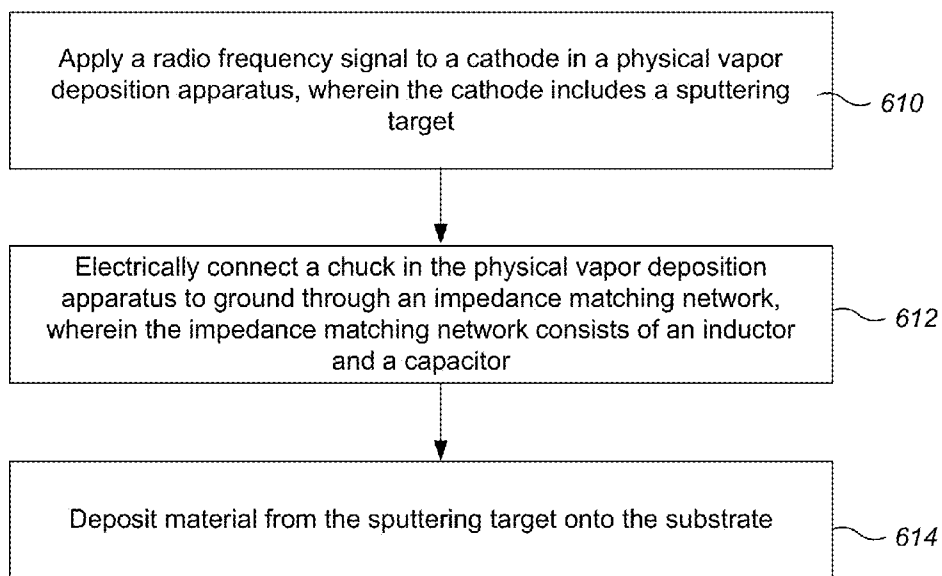 Apply a radio frequency signal to a cathode in a physical vapor
deposition apparatus, wherein the cathode includes a sputtering
target
610
Electrically connect a chuck in the physical vapor deposition
apparatus to ground through an impedance matching network,
wherein the impedance matching network consists of an inductor
and a capacitor
612
Deposit material from the sputtering target onto the substrate
614